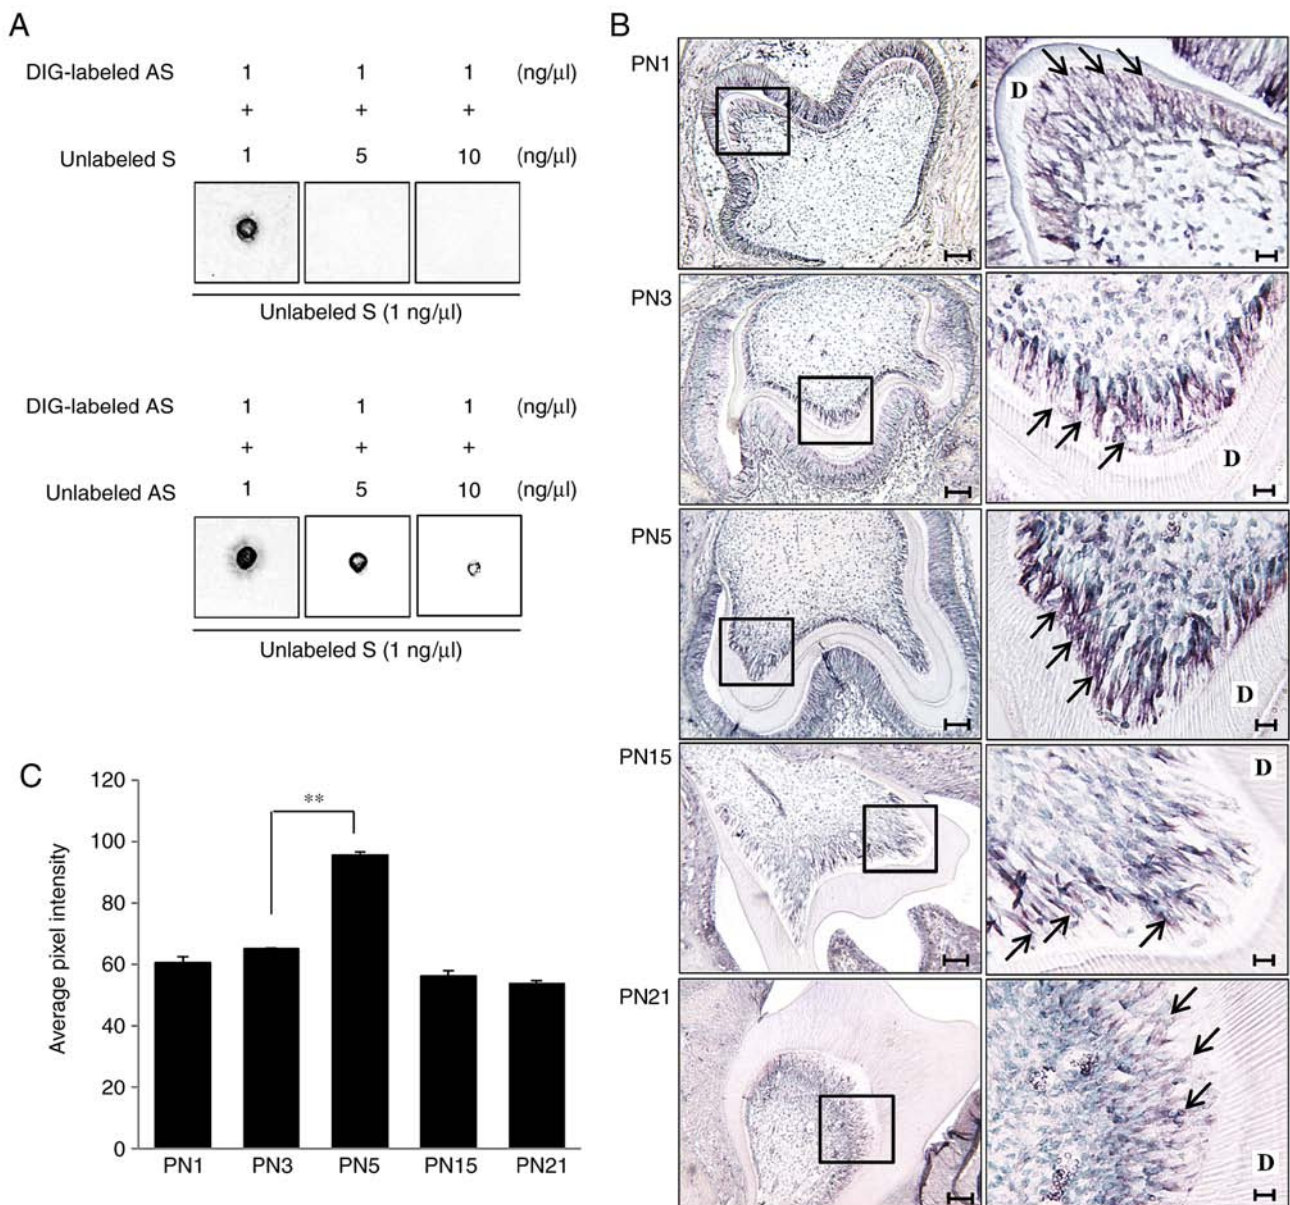 A
DIG-labeled AS 1 1 1 (ng/μl)
+ + +
Unlabeled S 1 5 10 (ng/μl)
Unlabeled S (1 ng/μl)
DIG-labeled AS 1 1 1 (ng/μl)
+ + +
Unlabeled AS 1 5 10 (ng/μl)
Unlabeled S (1 ng/μl)
B
PN1
D
PN3
D
PN5
D
PN15
D
PN21
D
C
Average pixel intensity
120
100
80
60
40
20
0
**
PN1 PN3 PN5 PN15 PN21